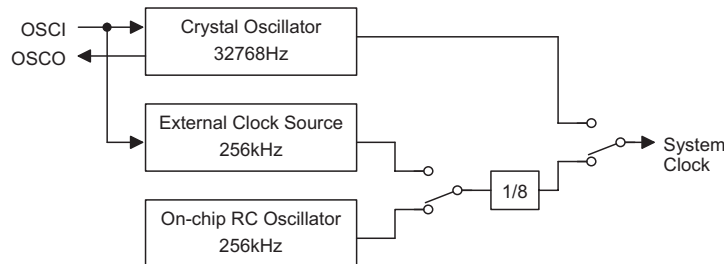 OSCI
OSCO
Crystal Oscillator
32768Hz
External Clock Source
256kHz
On-chip RC Oscillator
256kHz
1/8
System
Clock